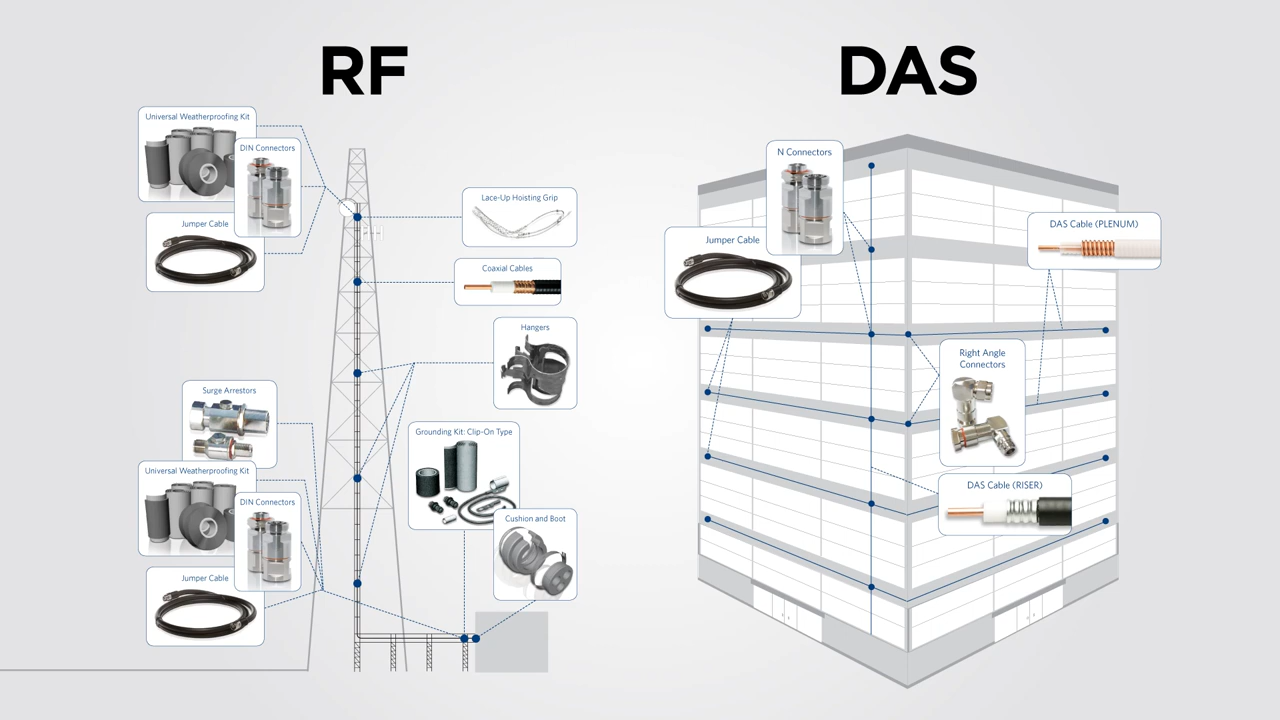 RF
DAS
Universal Weatherproofing Kit
DIN Connectors
Jumper Cable
Lace-Up Hoisting Grip
Coaxial Cables
Hangers
Surge Arrestors
Grounding Kit: Clip-On Type
Universal Weatherproofing Kit
DIN Connectors
Cushion and Boot
Jumper Cable
N Connectors
Jumper Cable
DAS Cable (PLENUM)
Right Angle
Connectors
DAS Cable (RISER)